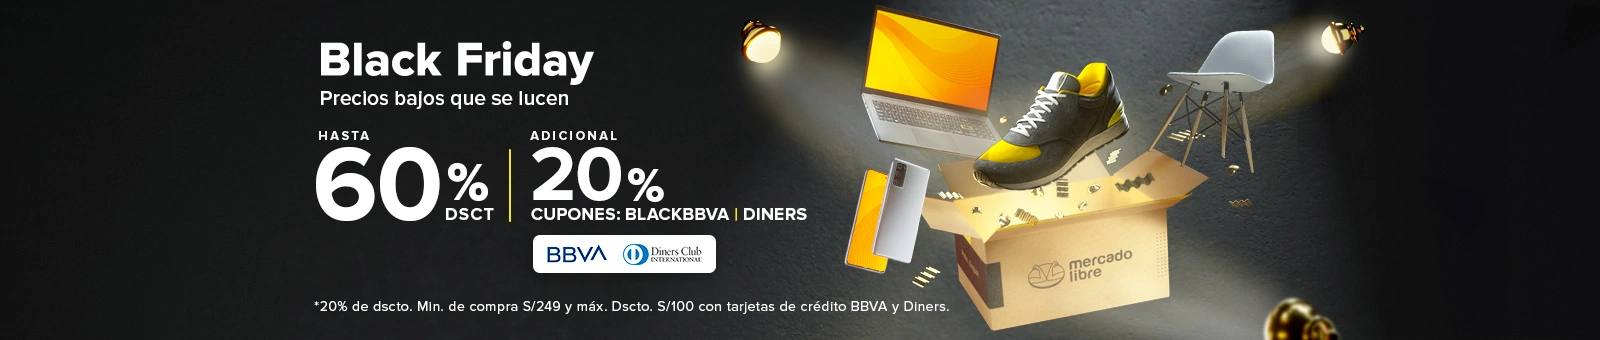 Black Friday
Precios bajos que se lucen
HASTA
60%
DSCT
ADICIONAL
20%
CUPONES: BLACKBBVA | DINERS
BBVA
Diners Club
INTERNATIONAL
*20% de dscto. Min. de compra S/249 y máx. Dscto. S/100 con tarjetas de crédito BBVA y Diners.
mercado
libre